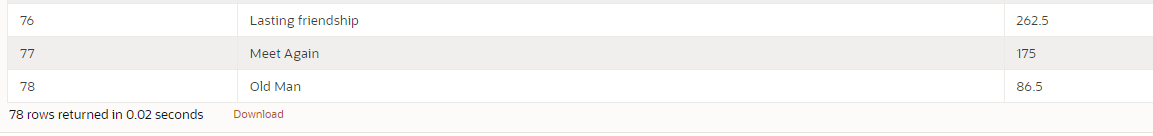 76 Lasting friendship 262.5
77 Meet Again 175
78 Old Man 86.5
78 rows returned in 0.02 seconds Download